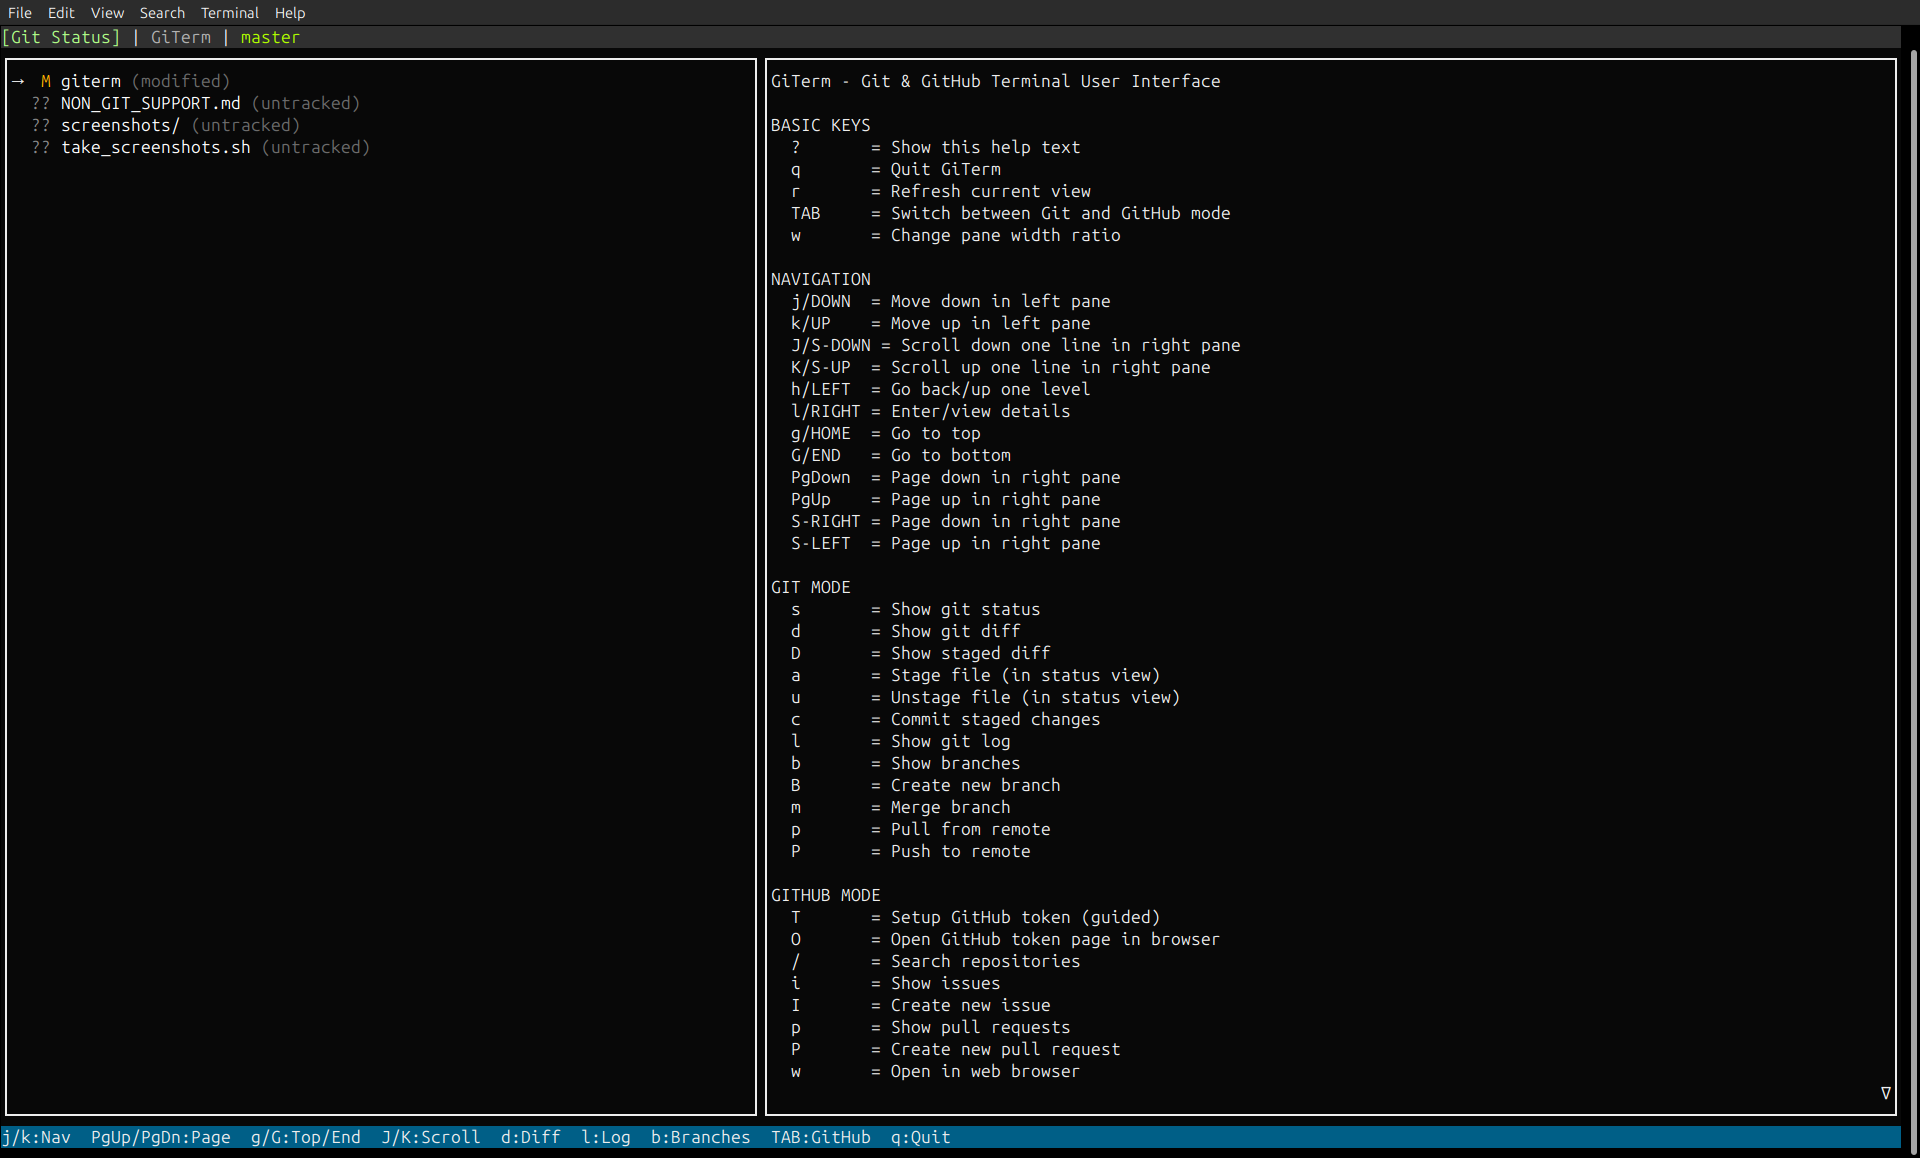 File Edit View Search Terminal Help
[Git Status] | GiTerm | master
→ M giterm (modified)
?? NON_GIT_SUPPORT.md (untracked)
?? screenshots/ (untracked)
?? take_screenshots.sh (untracked)
GiTerm - Git & GitHub Terminal User Interface
BASIC KEYS
? = Show this help text
q = Quit GiTerm
r = Refresh current view
TAB = Switch between Git and GitHub mode
w = Change pane width ratio
NAVIGATION
j/DOWN = Move down in left pane
k/UP = Move up in left pane
J/S-DOWN = Scroll down one line in right pane
K/S-UP = Scroll up one line in right pane
h/LEFT = Go back/up one level
l/RIGHT = Enter/view details
g/HOME = Go to top
G/END = Go to bottom
PgDown = Page down in right pane
PgUp = Page up in right pane
S-RIGHT = Page down in right pane
S-LEFT = Page up in right pane
GIT MODE
s = Show git status
d = Show git diff
D = Show staged diff
a = Stage file (in status view)
u = Unstage file (in status view)
c = Commit staged changes
l = Show git log
b = Show branches
B = Create new branch
m = Merge branch
p = Pull from remote
P = Push to remote
GITHUB MODE
T = Setup GitHub token (guided)
O = Open GitHub token page in browser
/ = Search repositories
i = Show issues
I = Create new issue
p = Show pull requests
P = Create new pull request
w = Open in web browser
∇
j/k:Nav PgUp/PgDn:Page g/G:Top/End J/K:Scroll d:Diff l:Log b:Branches TAB:GitHub q:Quit